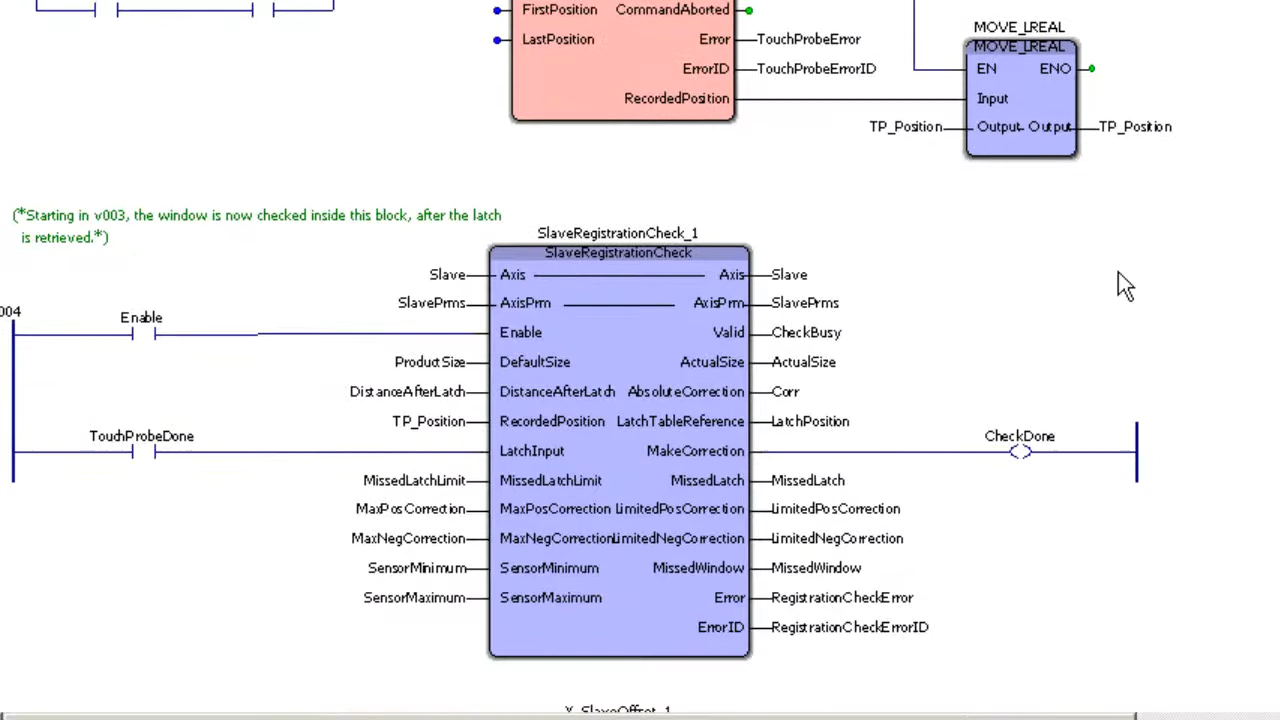 FirstPosition CommandAborted
LastPosition Error TouchProbeError
ErrorID TouchProbeErrorID
RecordedPosition
MOVE_LREAL
MOVE_LREAL
EN ENO
Input
TP_Position Output Output TP_Position
(*Starting in v003, the window is now checked inside this block, after the latch
is retrieved.*)
SlaveRegistrationCheck_1
SlaveRegistrationCheck
Slave Axis Axis Slave
SlavePrms AxisPrm AxisPrm SlavePrms
004
Enable
Enable Valid CheckBusy
ProductSize DefaultSize ActualSize ActualSize
DistanceAfterLatch DistanceAfterLatch AbsoluteCorrection Corr
TP_Position RecordedPosition LatchTableReference LatchPosition
TouchProbeDone CheckDone
LatchInput MakeCorrection
MissedLatchLimit MissedLatchLimit MissedLatch MissedLatch
MaxPosCorrection MaxPosCorrection LimitedPosCorrection LimitedPosCorrection
MaxNegCorrection MaxNegCorrection LimitedNegCorrection LimitedNegCorrection
SensorMinimum SensorMinimum MissedWindow MissedWindow
SensorMaximum SensorMaximum Error RegistrationCheckError
ErrorID RegistrationCheckErrorID